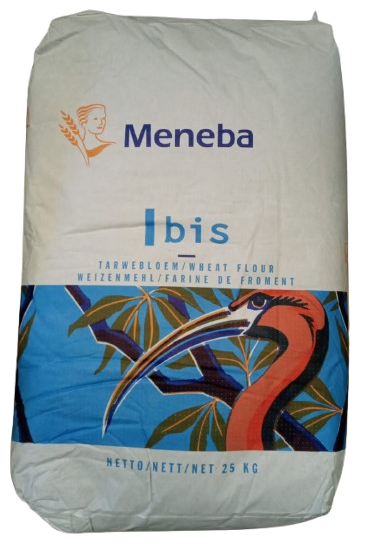 Meneba
Ibis
TARWEBLOEM/WHEAT FLOUR
WEIZENMEHL/FARINE DE FROMENT
NETTO/NETT/NET 25 KG